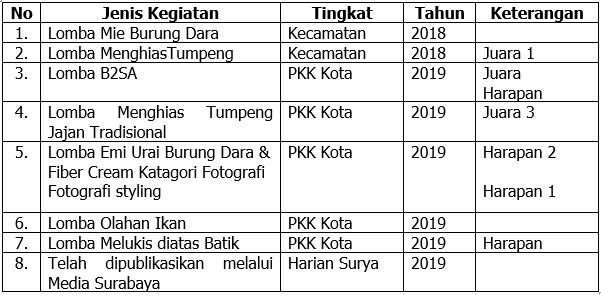 No Jenis Kegiatan Tingkat Tahun Keterangan
1. Lomba Mie Burung Dara Kecamatan 2018
2. Lomba MenghiasTumpeng Kecamatan 2018 Juara 1
3. Lomba B2SA PKK Kota 2019 Juara
Harapan
4. Lomba Menghias Tumpeng PKK Kota 2019 Juara 3
Jajan Tradisional
5. Lomba Emi Urai Burung Dara & PKK Kota 2019 Harapan 2
Fiber Cream Katagori Fotografi
Fotografi styling Harapan 1
6. Lomba Olahan Ikan PKK Kota 2019
7. Lomba Melukis diatas Batik PKK Kota 2019 Harapan
8. Telah dipublikasikan melalui Harian Surya 2019
Media Surabaya